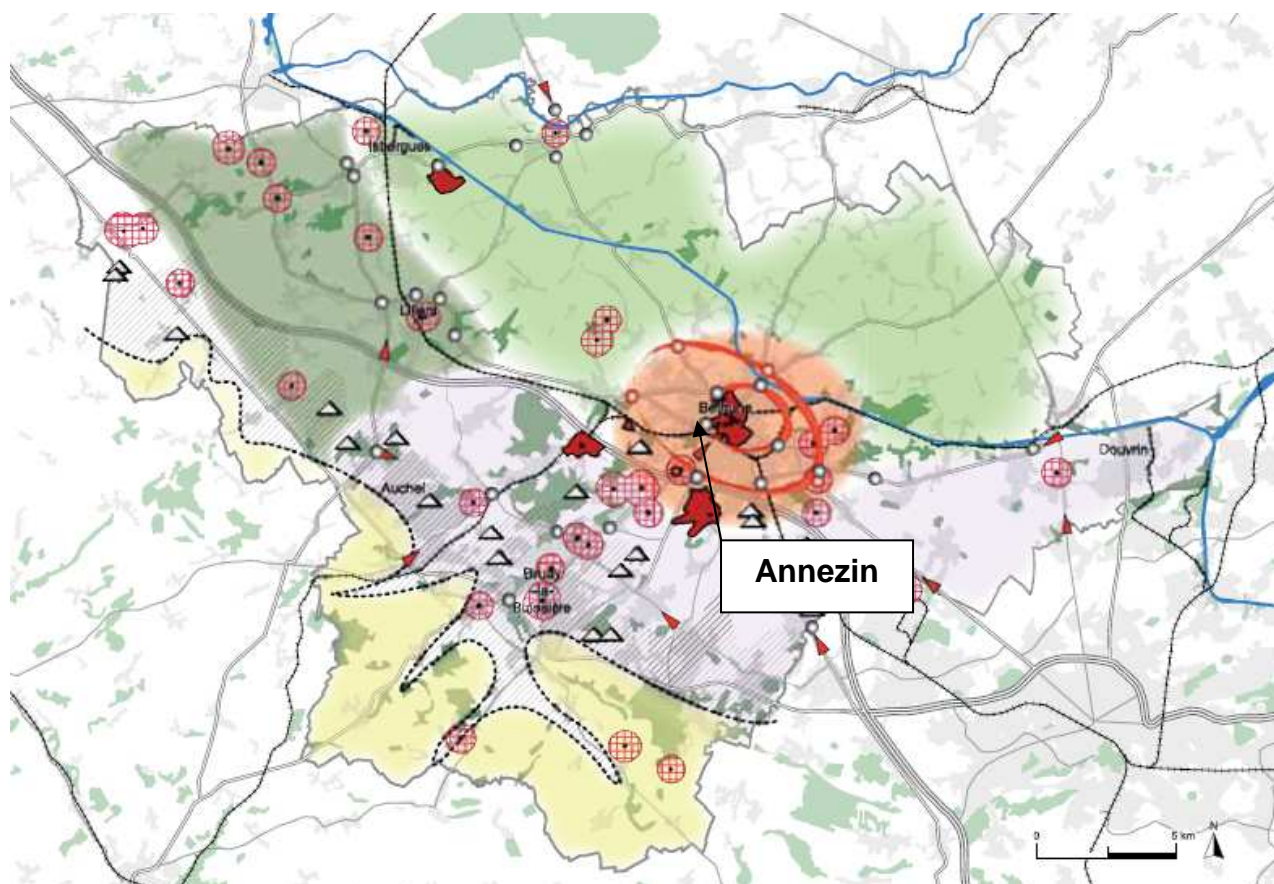 Isbergues
Lillers
Béthune
Douvrin
Auchel
Annezin
Bruay
-la-
Buissière
0
5 km
N